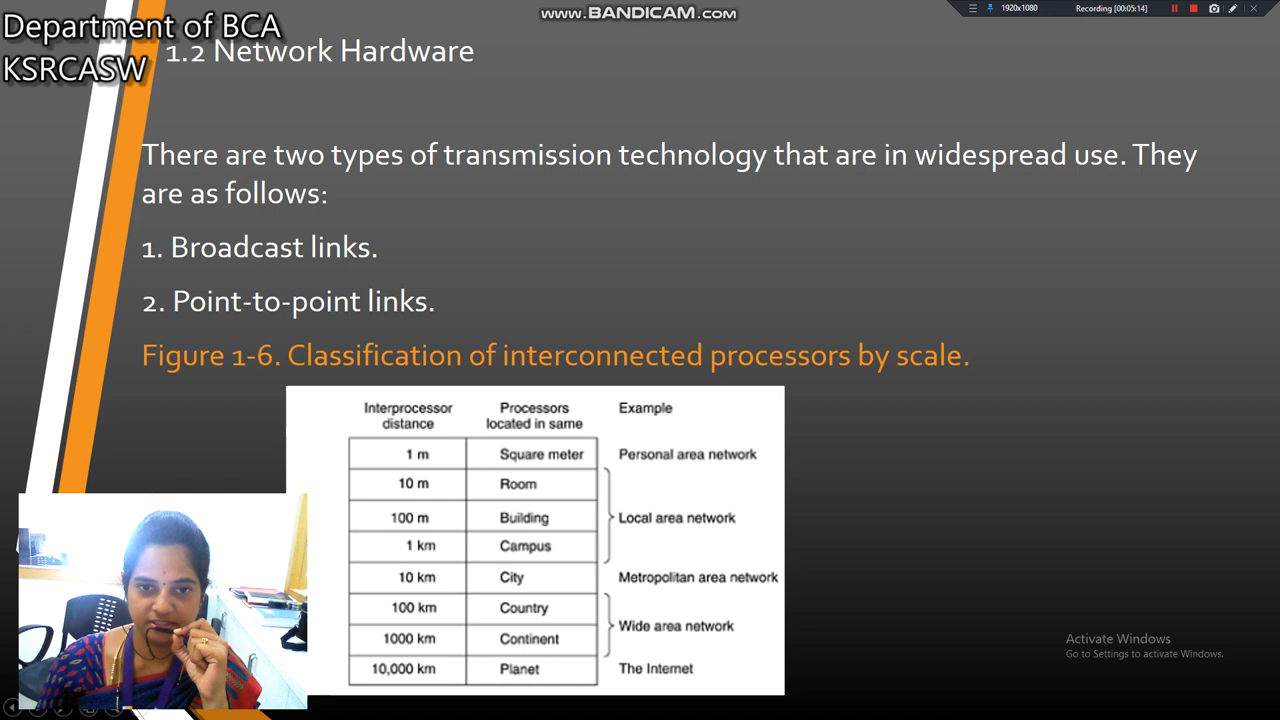 www.BANDICAM.com
1920x1080
Recording [00:05:14]
Department of BCA
KSRCASW
1.2 Network Hardware
There are two types of transmission technology that are in widespread use. They
are as follows:
1. Broadcast links.
2. Point-to-point links.
Figure 1-6. Classification of interconnected processors by scale.
Interprocessor distance Processors located in same Example
1 m Square meter Personal area network
10 m Room
100 m Building Local area network
1 km Campus
10 km City Metropolitan area network
100 km Country
Wide area network
1000 km Continent
10,000 km Planet The Internet
Activate Windows
Go to Settings to activate Windows.